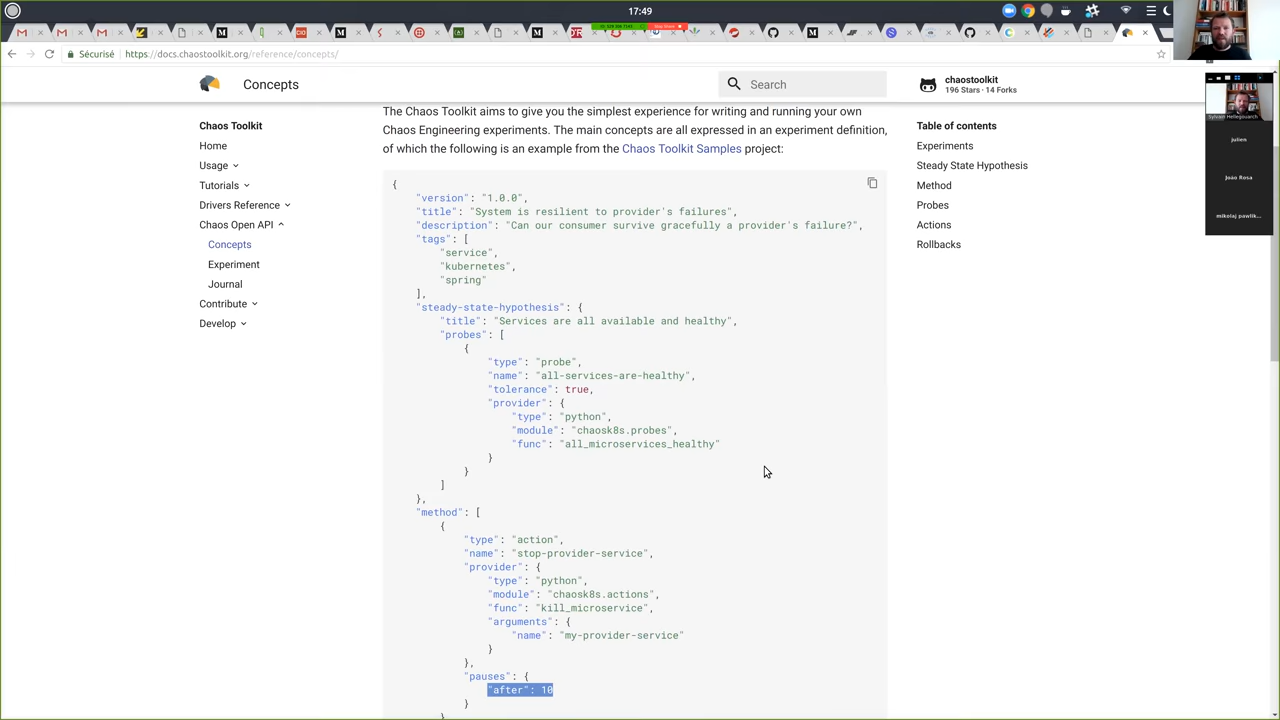 17:49
Sécurisé
https://docs.chaostoolkit.org/reference/concepts/
Concepts
Search
chaostoolkit
196 Stars · 14 Forks
Sylvain Hellegouarch
julien
João Rosa
mikolaj pawlik...
Chaos Toolkit
Home
Usage
Tutorials
Drivers Reference
Chaos Open API
Concepts
Experiment
Journal
Contribute
Develop
The Chaos Toolkit aims to give you the simplest experience for writing and running your own
Chaos Engineering experiments. The main concepts are all expressed in an experiment definition,
of which the following is an example from the Chaos Toolkit Samples project:
{
"version": "1.0.0",
"title": "System is resilient to provider's failures",
"description": "Can our consumer survive gracefully a provider's failure?",
"tags": [
"service",
"kubernetes",
"spring"
],
"steady-state-hypothesis": {
"title": "Services are all available and healthy",
"probes": [
{
"type": "probe",
"name": "all-services-are-healthy",
"tolerance": true,
"provider": {
"type": "python",
"module": "chaosk8s.probes",
"func": "all_microservices_healthy"
}
}
]
},
"method": [
{
"type": "action",
"name": "stop-provider-service",
"provider": {
"type": "python",
"module": "chaosk8s.actions",
"func": "kill_microservice",
"arguments": {
"name": "my-provider-service"
}
},
"pauses": {
"after": 10
}
}
Table of contents
Experiments
Steady State Hypothesis
Method
Probes
Actions
Rollbacks